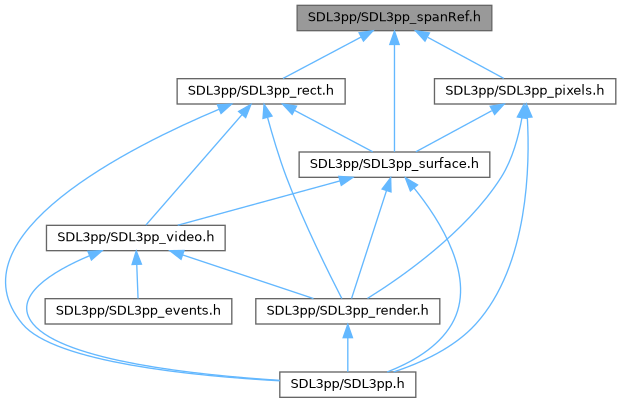 SDL3pp/SDL3pp_spanRef.h
SDL3pp/SDL3pp_rect.h
SDL3pp/SDL3pp_pixels.h
SDL3pp/SDL3pp_surface.h
SDL3pp/SDL3pp_video.h
SDL3pp/SDL3pp_events.h
SDL3pp/SDL3pp_render.h
SDL3pp/SDL3pp.h